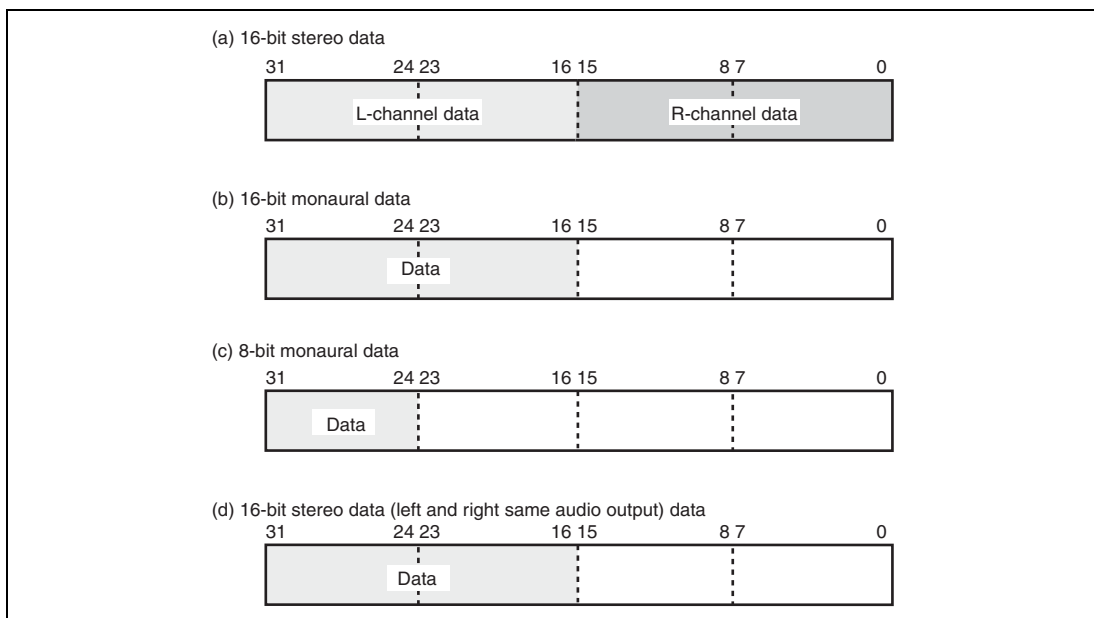 (a) 16-bit stereo data
31 24 23 16 15 8 7 0
L-channel data R-channel data
(b) 16-bit monaural data
31 24 23 16 15 8 7 0
Data
(c) 8-bit monaural data
31 24 23 16 15 8 7 0
Data
(d) 16-bit stereo data (left and right same audio output) data
31 24 23 16 15 8 7 0
Data